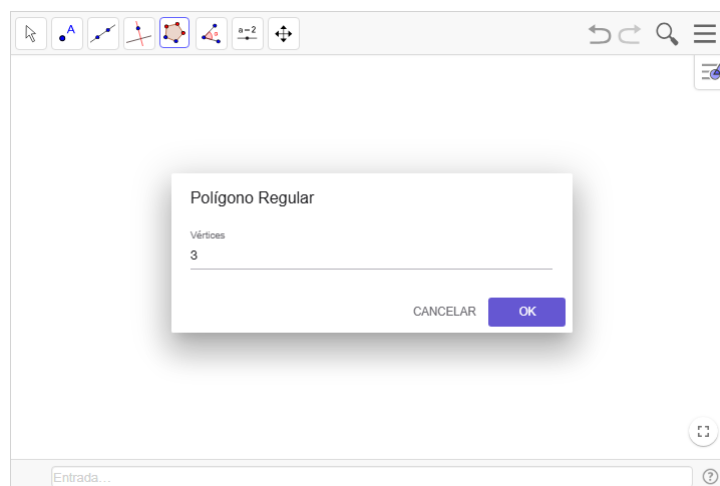 A
a=2
Polígono Regular
Vértices
3
CANCELAR
OK
Entrada...
?